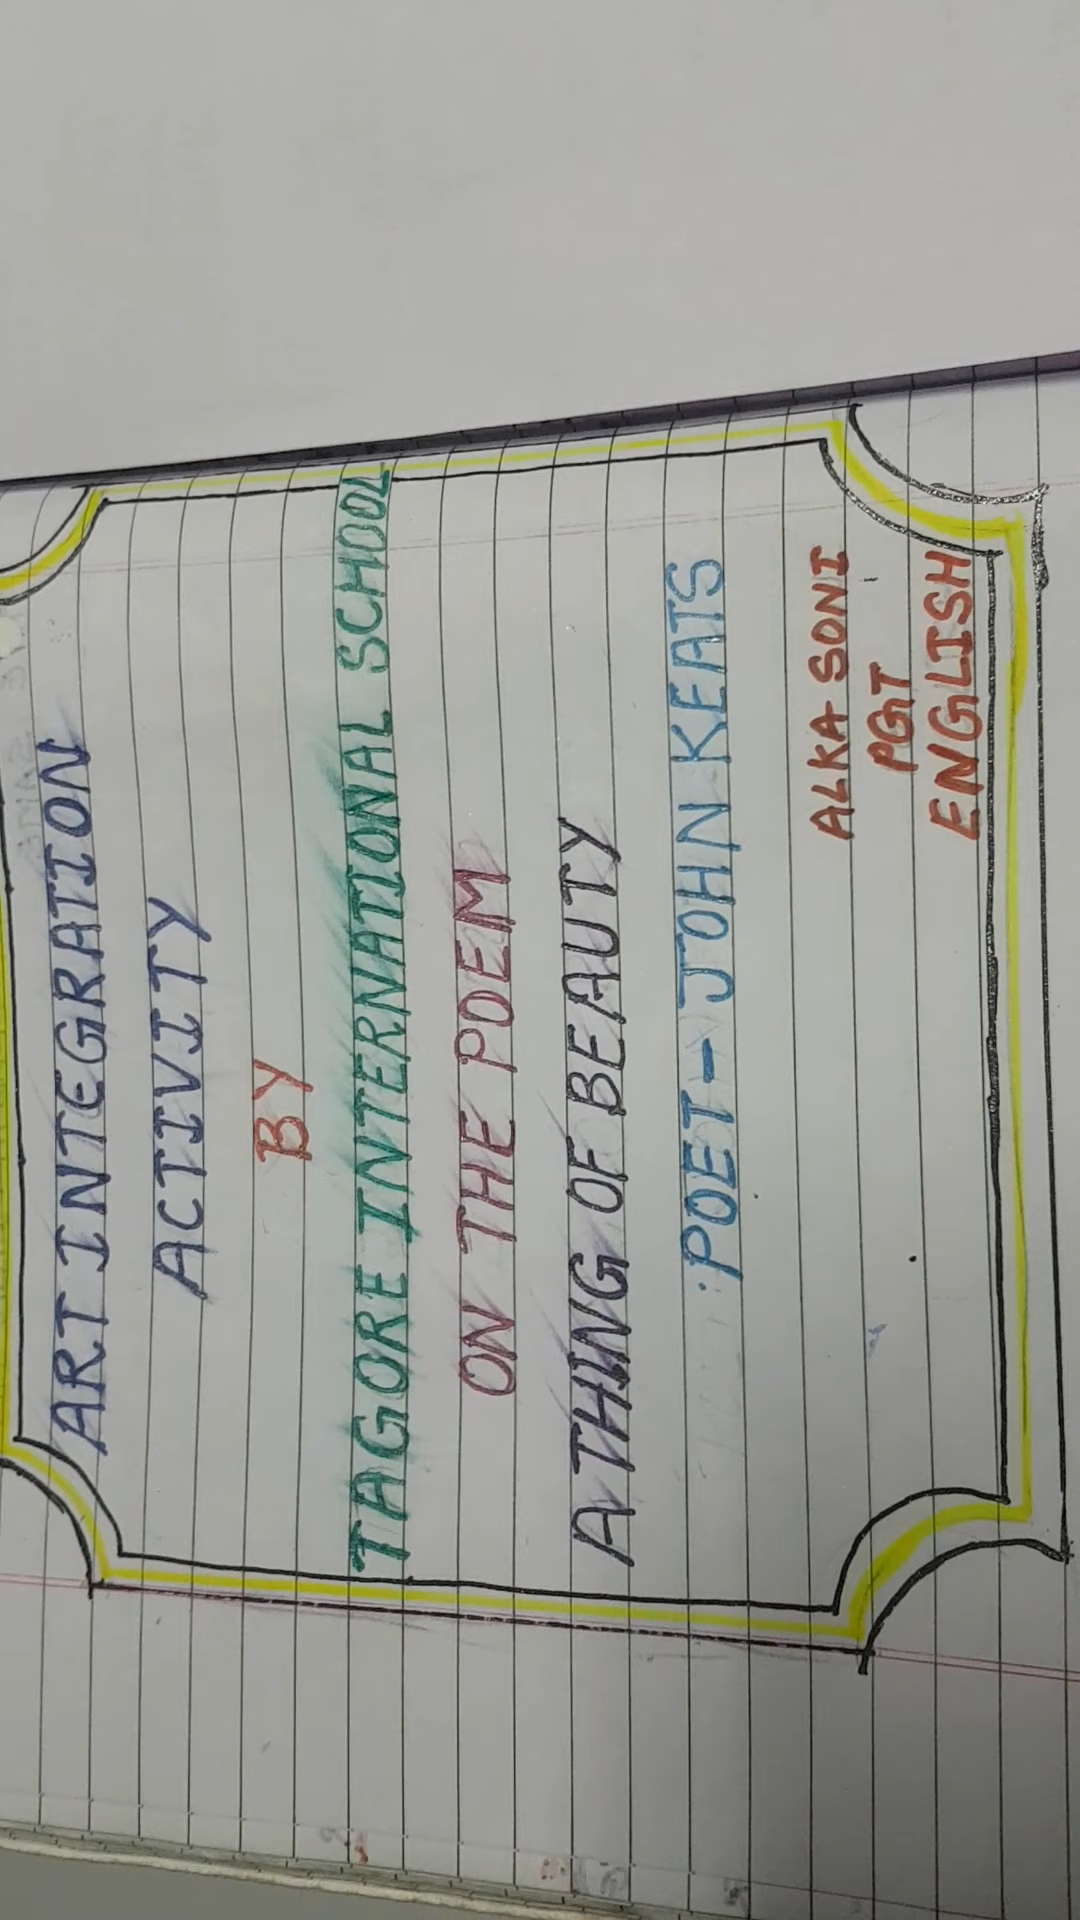 ART INTEGRATION
ACTIVITY
BY
TAGORE INTERNATIONAL SCHOOL
ON THE POEM
A THING OF BEAUTY
POET - JOHN KEATS
ALKA SONI
PGT
ENGLISH